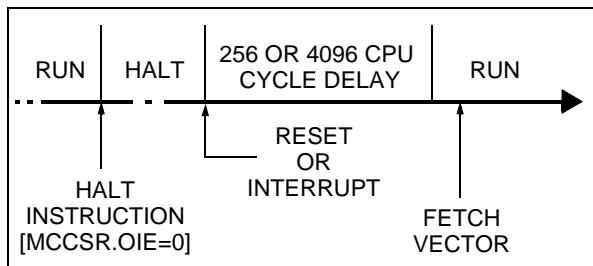 RUN
HALT
256 OR 4096 CPU
CYCLE DELAY
RUN
RESET
OR
INTERRUPT
HALT
INSTRUCTION
[MCCSR.OIE=0]
FETCH
VECTOR